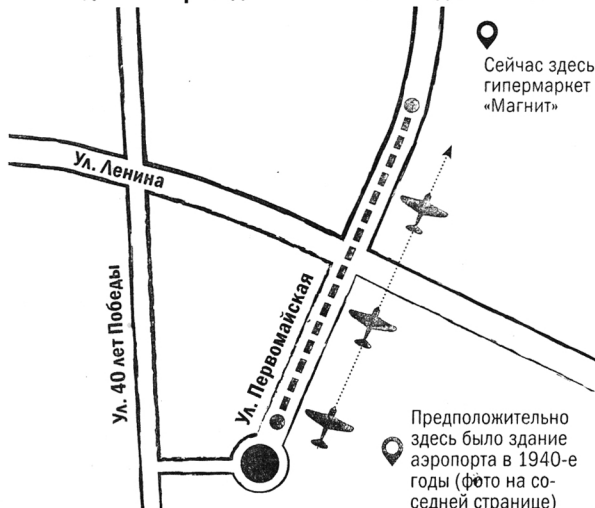 Сейчас здесь
гипермаркет
«Магнит»
Ул. Ленина
Ул. 40 лет Победы
Ул. Первомайская
Предположительно
здесь было здание
аэропорта в 1940-е
годы (фото на со-
седней странице)